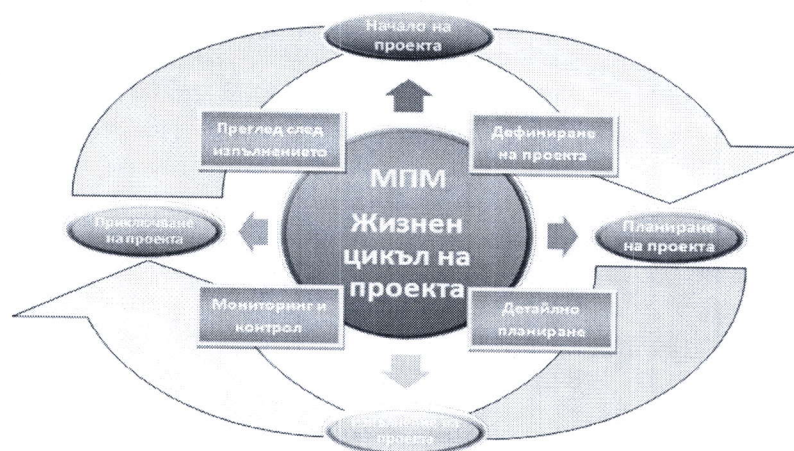 Начало на
проекта
Преглед след
изпълнението
Дефиниране
на проекта
МПМ
Жизнен
цикъл на
проекта
Приключване
на проекта
Планиране
на проекта
Мониторинг и
контрол
Детайлно
планиране
проекта